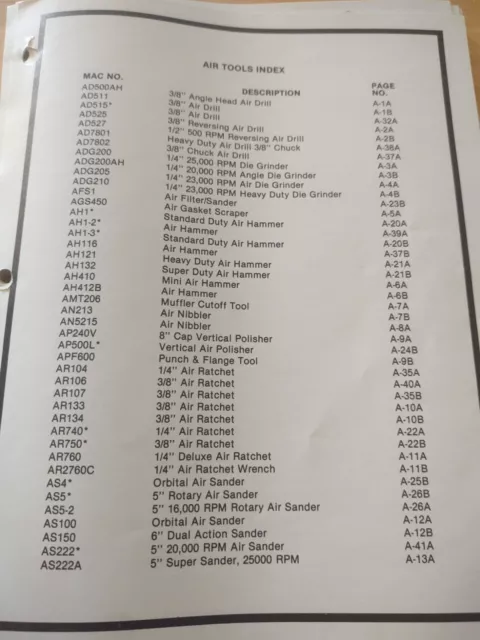 AIR TOOLS INDEX
MAC NO. DESCRIPTION PAGE NO.
AD500AH 3/8" Angle Head Air Drill A-1A
AD511 3/8" Air Drill A-1B
AD515* 3/8" Air Drill A-32A
AD525 3/8" Reversing Air Drill A-2A
AD527 1/2" 500 RPM Reversing Air Drill A-2B
AD7801 Heavy Duty Air Drill 3/8" Chuck A-36A
AD7802 3/8" Chuck Air Drill A-37A
ADG200 1/4" 25,000 RPM Die Grinder A-3A
ADG200AH 1/4" 20,000 RPM Angle Die Grinder A-3B
ADG205 1/4" 23,000 RPM Air Die Grinder A-4A
ADG210 1/4" 23,000 RPM Heavy Duty Die Grinder A-4B
AFS1 Air Filter/Sander A-23B
AGS450 Air Gasket Scraper A-5A
AH1* Standard Duty Air Hammer A-20A
AH1-2* Air Hammer A-39A
AH1-3* Standard Duty Air Hammer A-20B
AH116 Air Hammer A-37B
AH121 Heavy Duty Air Hammer A-21A
AH132 Super Duty Air Hammer A-21B
AH410 Mini Air Hammer A-6A
AH412B Air Hammer A-6B
AMT206 Muffler Cutoff Tool A-7A
AN213 Air Nibbler A-7B
AN5215 Air Nibbler A-8A
AP240V 8" Cap Vertical Polisher A-9A
AP500L* Vertical Air Polisher A-24B
APF600 Punch & Flange Tool A-9B
AR104 1/4" Air Ratchet A-35A
AR106 3/8" Air Ratchet A-40A
AR107 3/8" Air Ratchet A-35B
AR133 3/8" Air Ratchet A-10A
AR134 3/8" Air Ratchet A-10B
AR740* 1/4" Air Ratchet A-22A
AR750* 3/8" Air Ratchet A-22B
AR760 1/4" Deluxe Air Ratchet A-11A
AR2760C 1/4" Air Ratchet Wrench A-11B
AS4* Orbital Air Sander A-25B
AS5* 5" Rotary Air Sander A-26B
AS5-2 5" 16,000 RPM Rotary Air Sander A-26A
AS100 Orbital Air Sander A-12A
AS150 6" Dual Action Sander A-12B
AS222* 5" 20,000 RPM Air Sander A-41A
AS222A 5" Super Sander, 25000 RPM A-13A